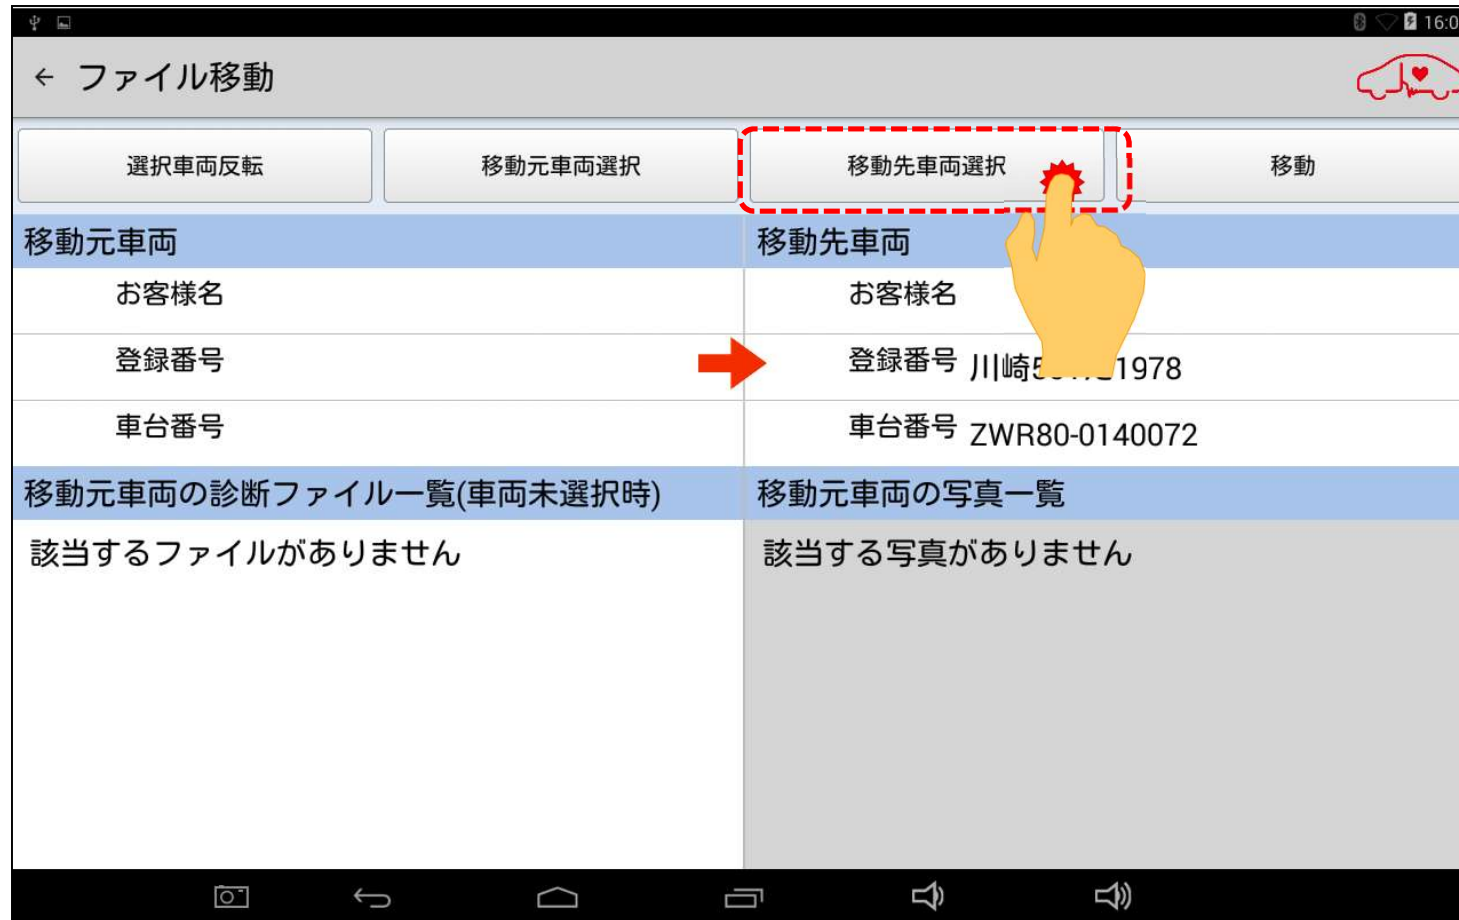 16:0
← ファイル移動
選択車両反転 移動元車両選択 移動先車両選択 移動
移動元車両 移動先車両
お客様名 お客様名
登録番号 登録番号 川崎5 1978
車台番号 車台番号 ZWR80-0140072
移動元車両の診断ファイル一覧(車両未選択時) 移動元車両の写真一覧
該当するファイルがありません 該当する写真がありません